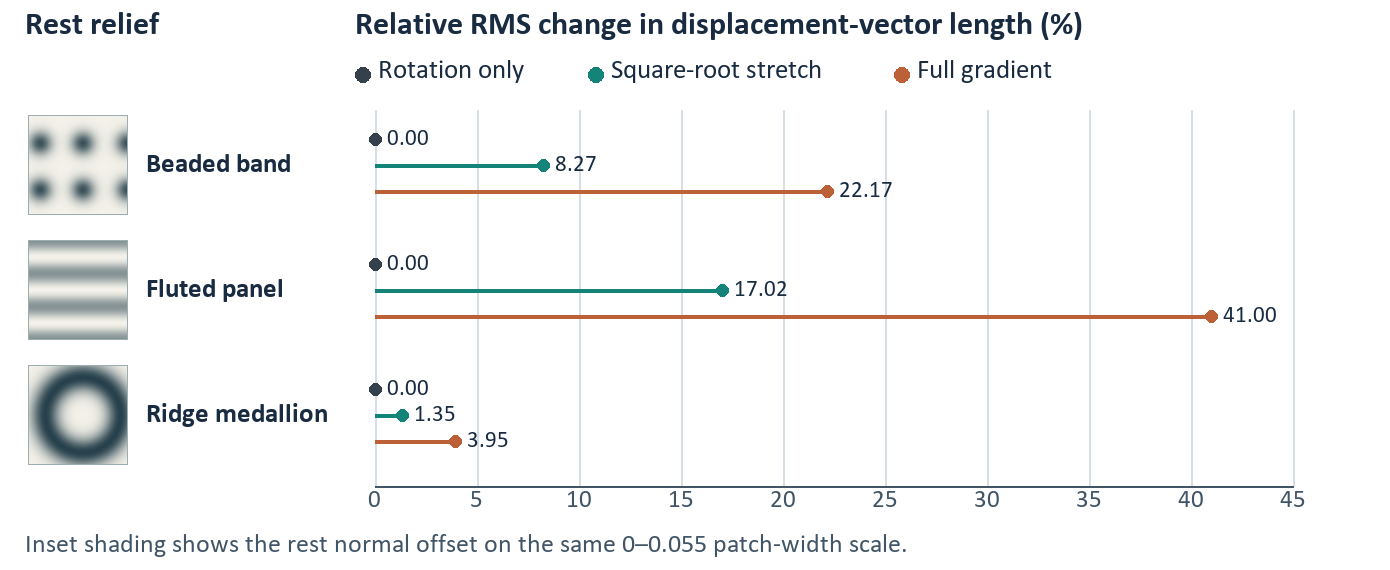 Rest relief
Relative RMS change in displacement-vector length (%)
Rotation only
Square-root stretch
Full gradient
Beaded band
0.00
8.27
22.17
Fluted panel
0.00
17.02
41.00
Ridge medallion
0.00
1.35
3.95
0 5 10 15 20 25 30 35 40 45
Inset shading shows the rest normal offset on the same 0–0.055 patch-width scale.